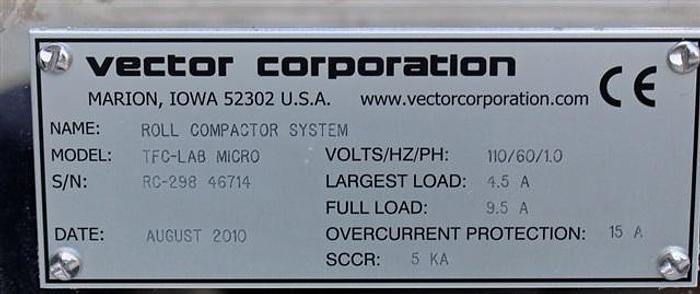 vector corporation
MARION, IOWA 52302 U.S.A. www.vectorcorporation.com CE
NAME: ROLL COMPACTOR SYSTEM
MODEL: TFC-LAB MICRO VOLTS/HZ/PH: 110/60/1.0
S/N: RC-298 46714 LARGEST LOAD: 4.5 A
FULL LOAD: 9.5 A
DATE: AUGUST 2010 OVERCURRENT PROTECTION: 15 A
SCCR: 5 KA